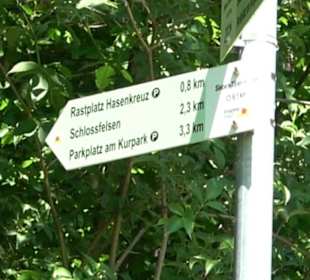 Rastplatz Hasenkreuz P 0,8 km
Schlossfelsen 2,3 km
Parkplatz am Kurpark P 3,3 km